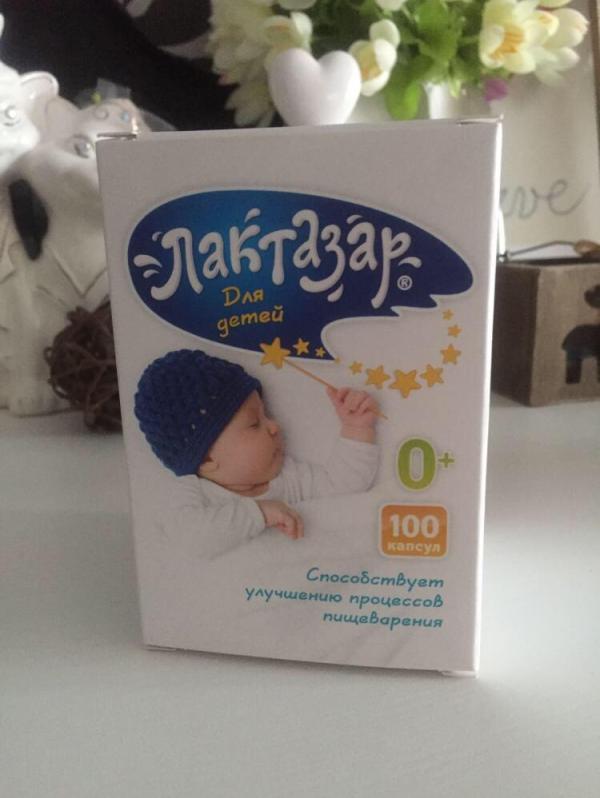 Лактазар®
Для
детей
0+
100
капсул
Способствует
улучшению процессов
пищеварения